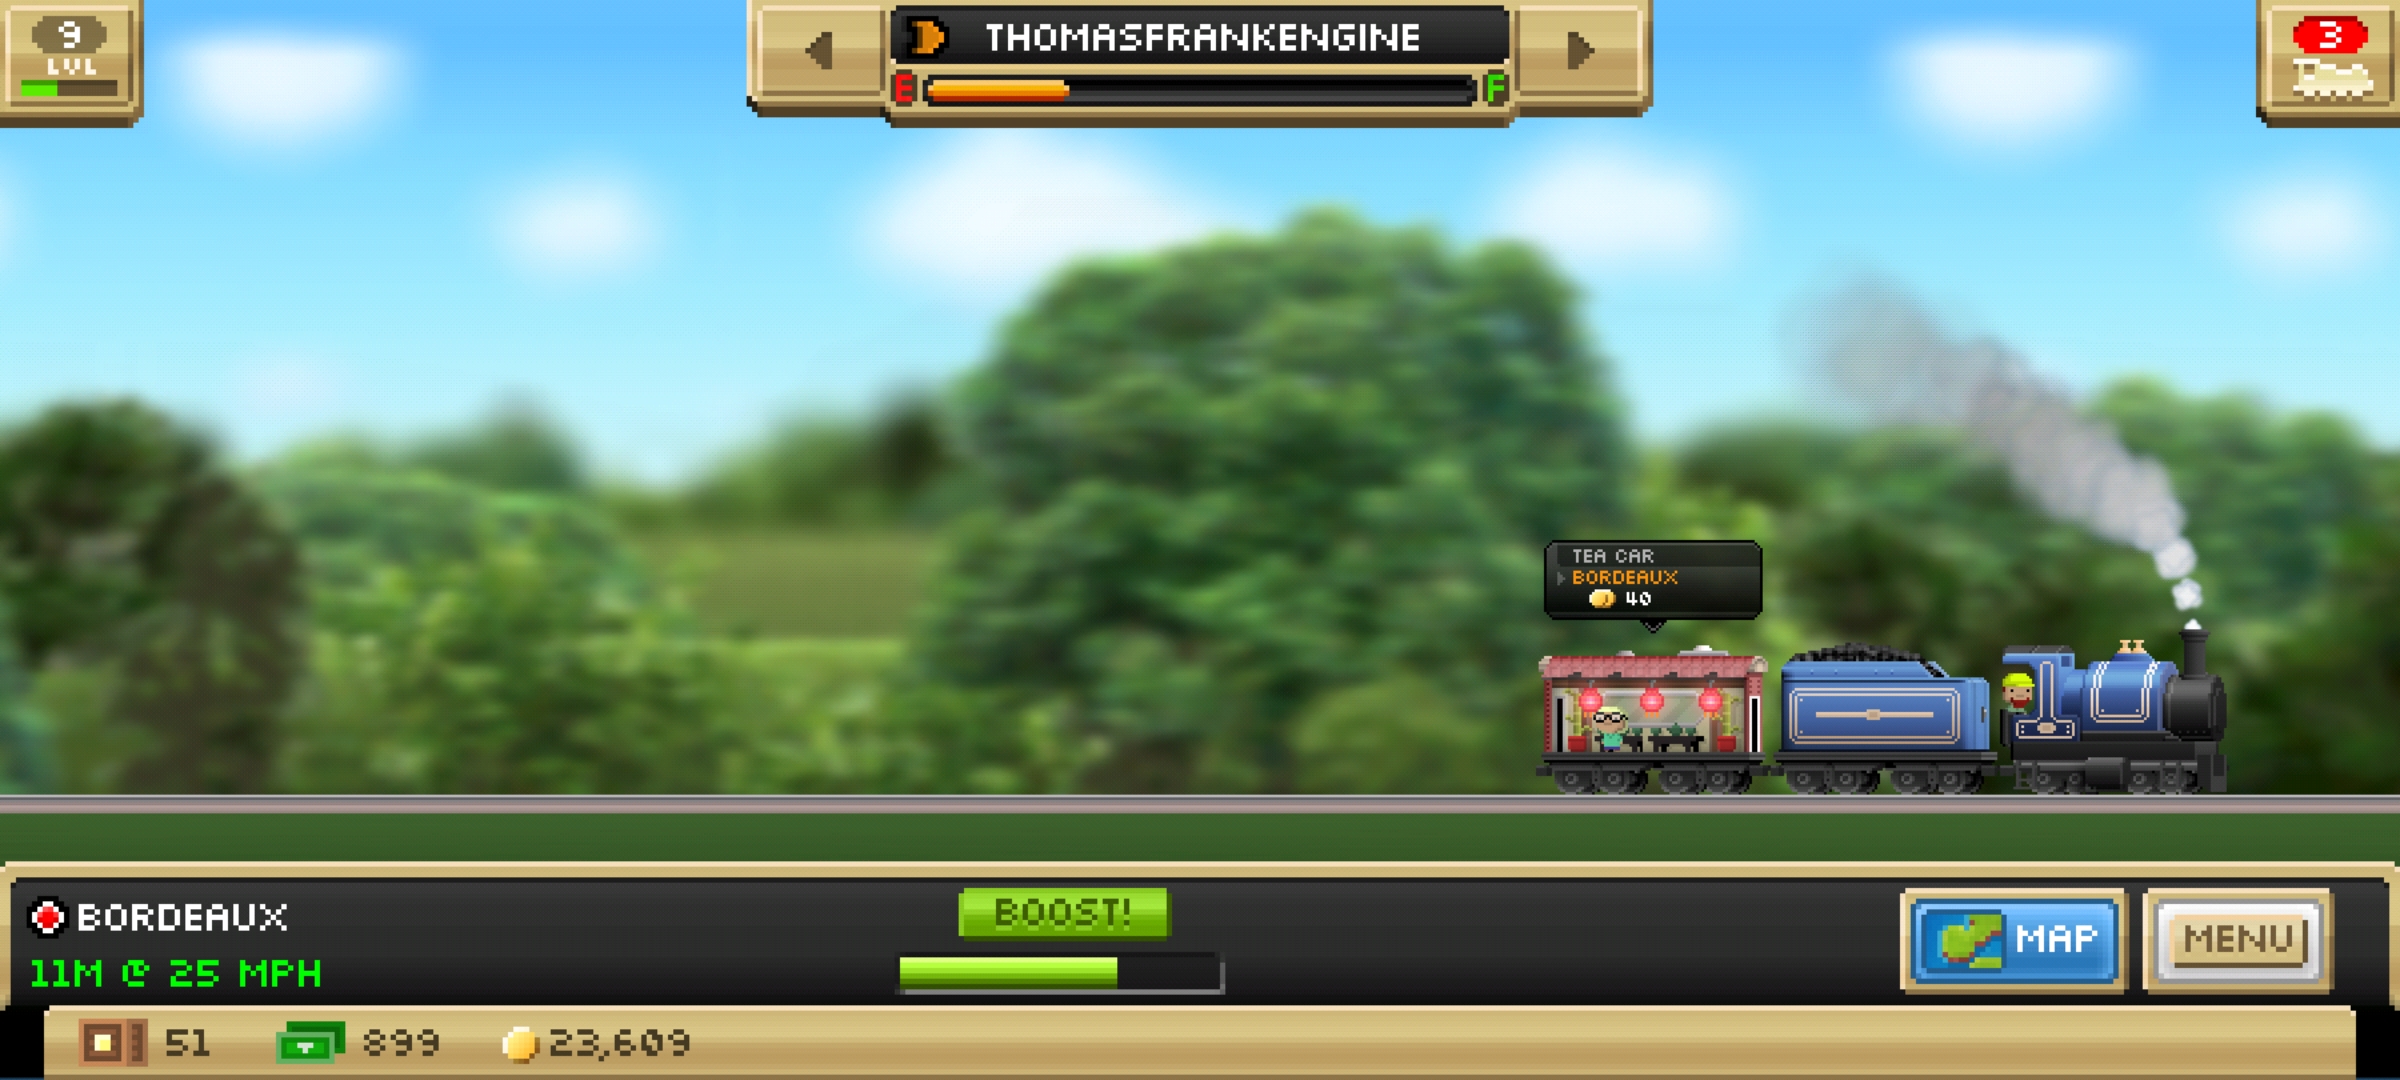 9
LVL
THOMASFRANKENGINE
E F
3
TEA CAR
BORDEAUX
40
BORDEAUX
11M @ 25 MPH
BOOST!
MAP
MENU
51 899 23,609